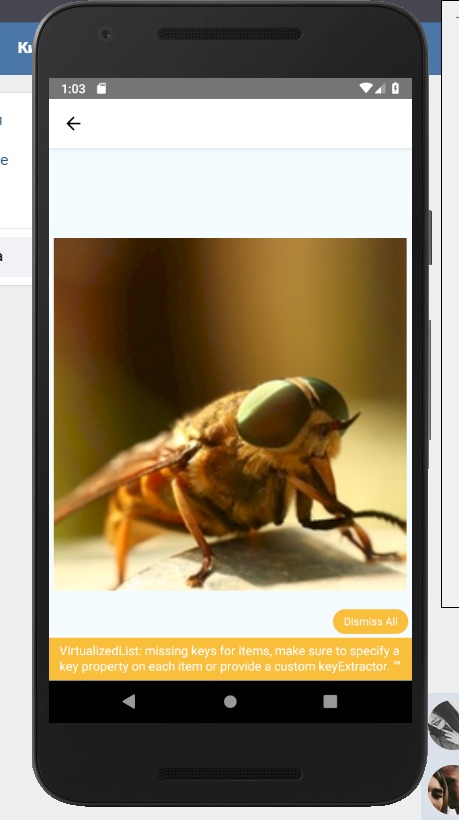 1:03
Dismiss All
VirtualizedList: missing keys for items, make sure to specify a
key property on each item or provide a custom keyExtractor. ""